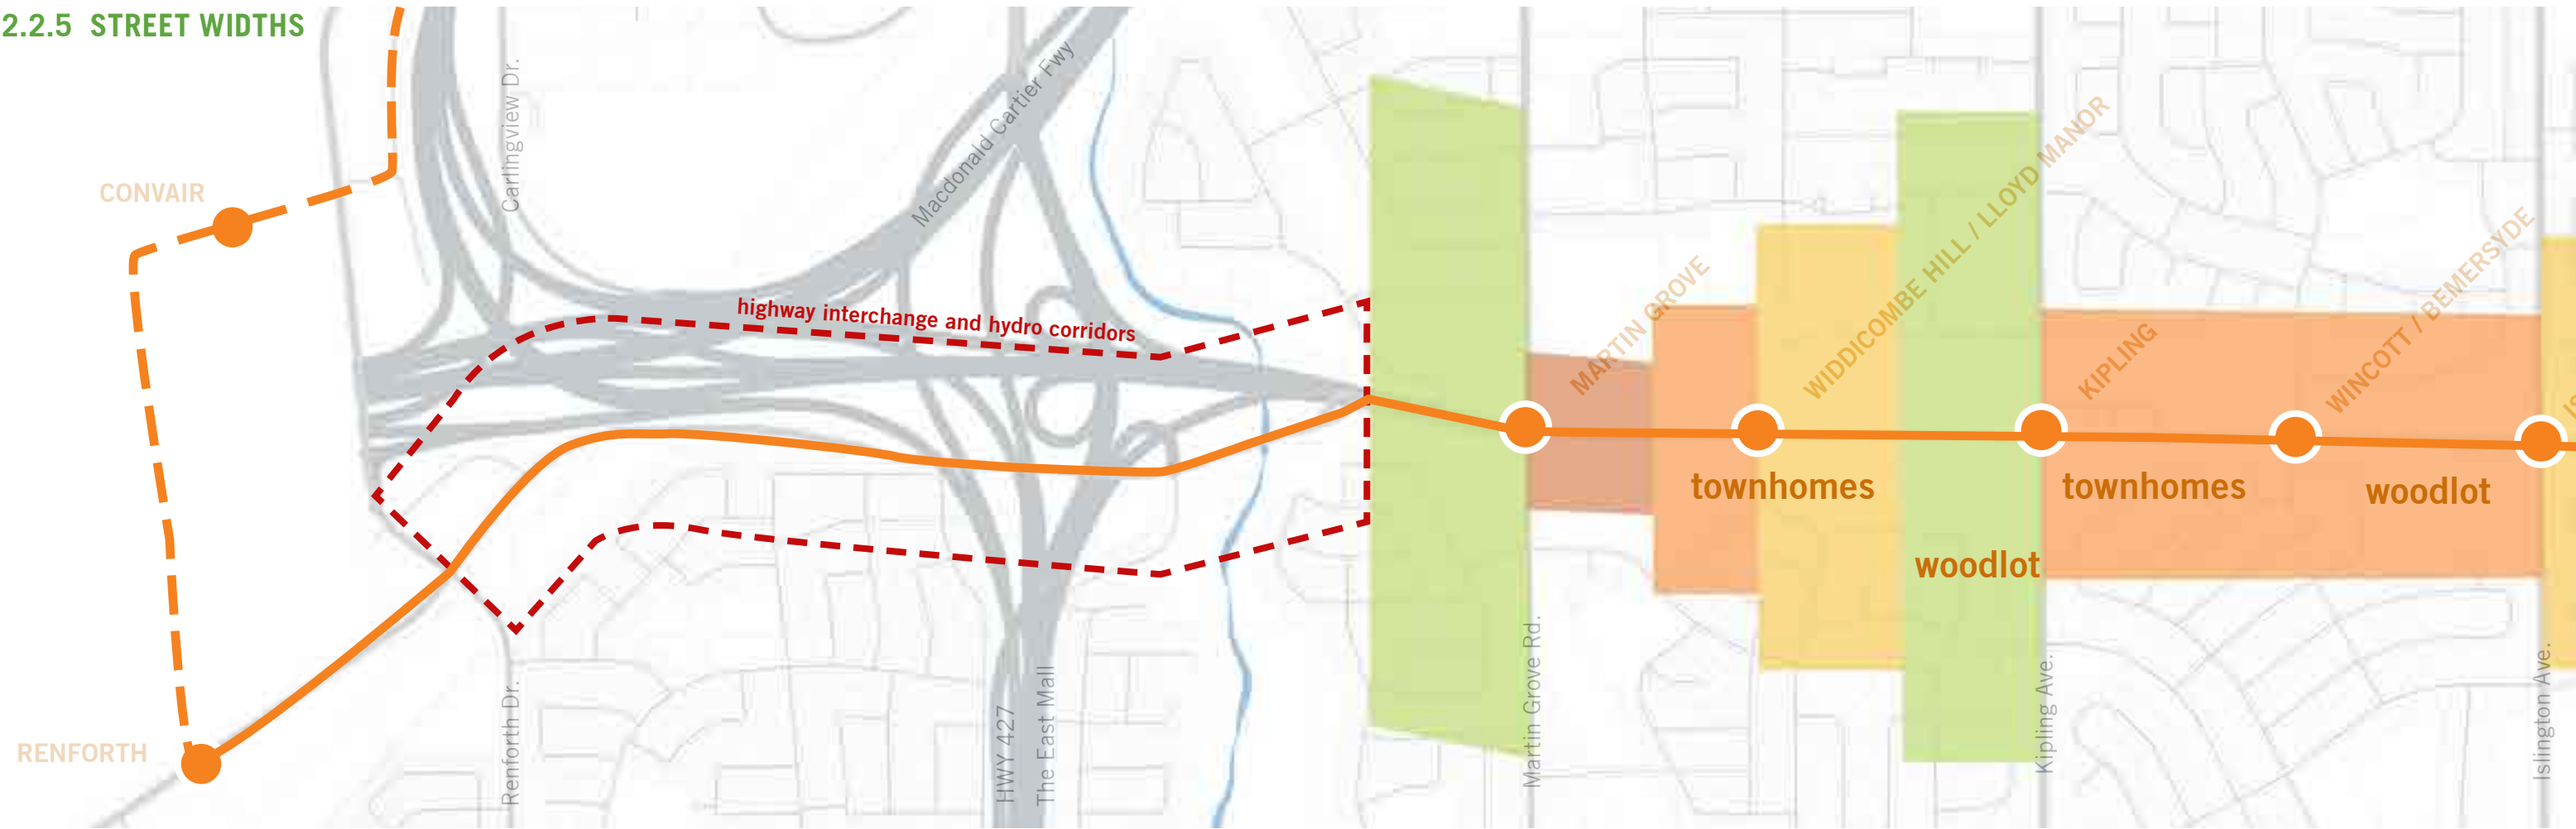 2.2.5 STREET WIDTHS
Carlingview Dr.
Macdonald Cartier Fwy
CONVAIR
highway interchange and hydro corridors
MARTIN GROVE
WIDDICOMBE HILL / LLOYD MANOR
KIPLING
WINCOTT / BEMERSYDE
townhomes
townhomes
woodlot
woodlot
RENFORTH
Renforth Dr.
HWY 427
The East Mall
Martin Grove Rd.
Kipling Ave.
Islington Ave.